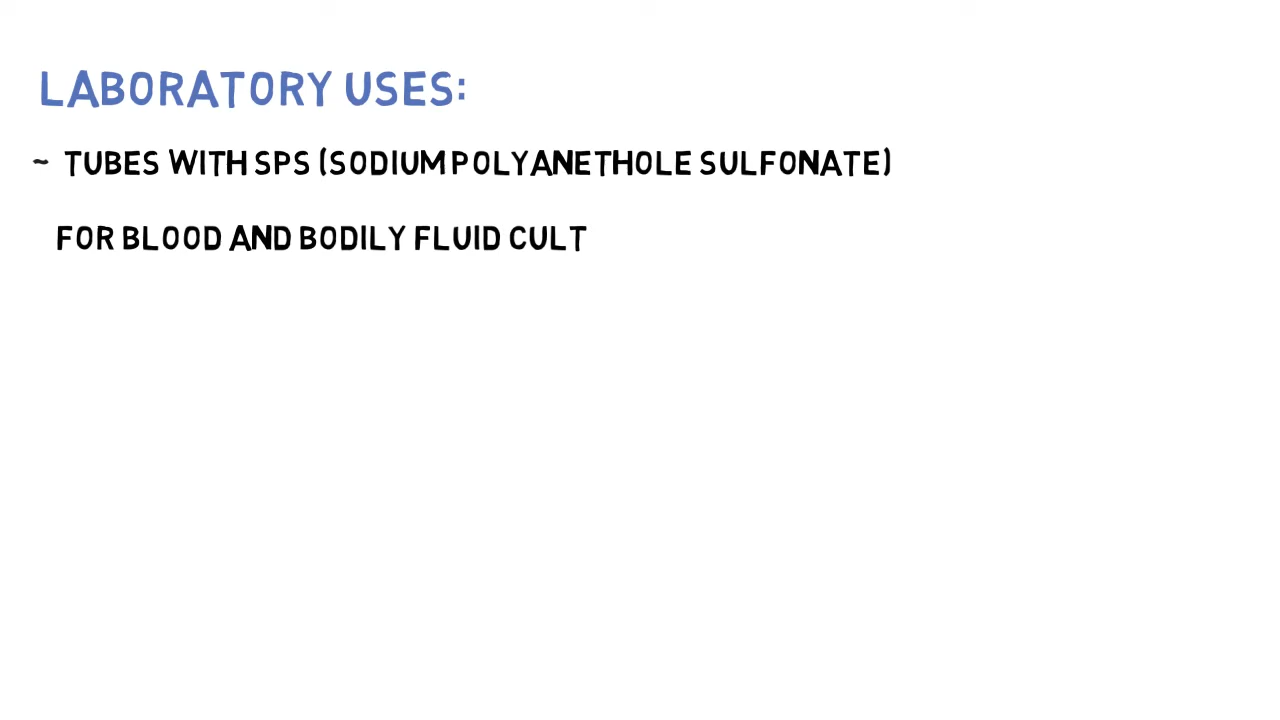 LABORATORY USES:
~ TUBES WITH SPS (SODIUM POLYANETHOLE SULFONATE)
FOR BLOOD AND BODILY FLUID CULT